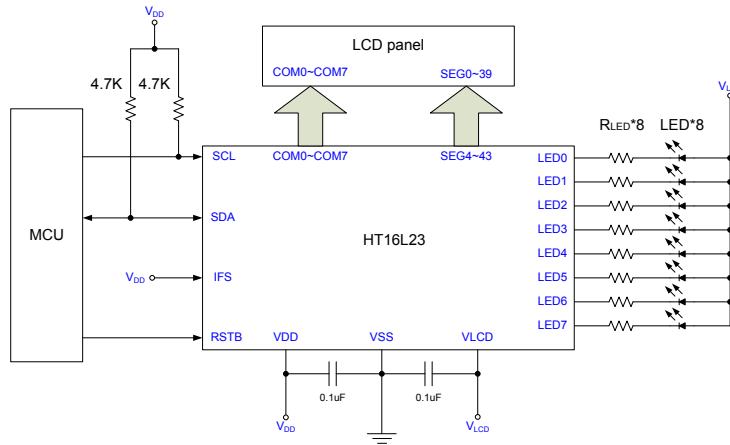 VDD
LCD panel
COM0~COM7 SEG0~39
4.7K 4.7K
RLED*8 LED*8
SCL COM0~COM7 SEG4~43 LED0
LED1
LED2
SDA
MCU HT16L23 LED3
LED4
VDD IFS LED5
LED6
LED7
RSTB VDD VSS VLCD
0.1uF 0.1uF
VDD VLCD